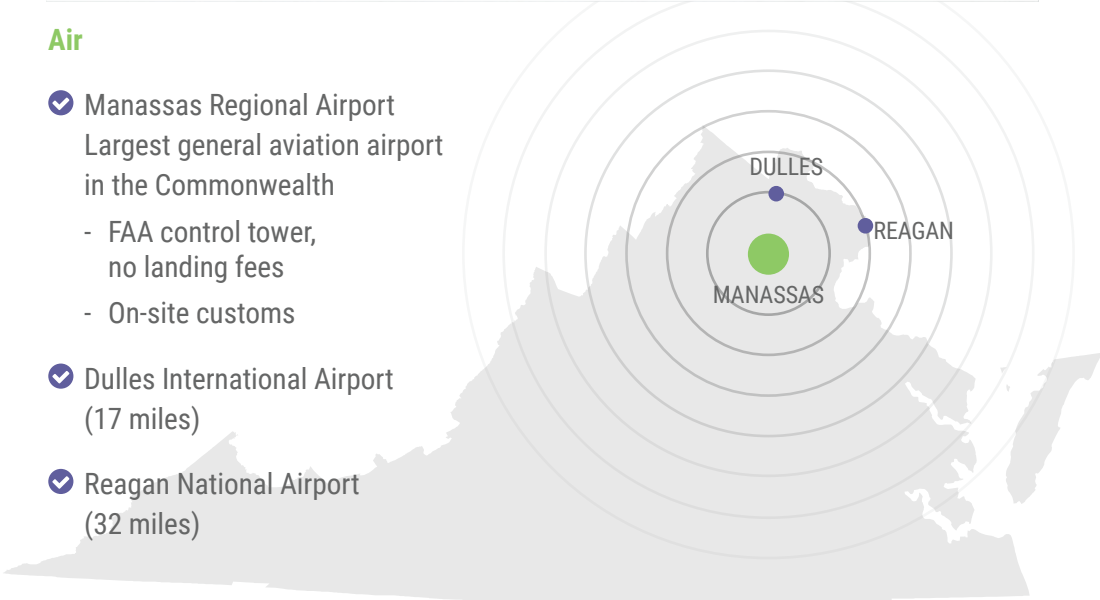 Air
Manassas Regional Airport
Largest general aviation airport
in the Commonwealth
- FAA control tower,
no landing fees
- On-site customs
Dulles International Airport
(17 miles)
Reagan National Airport
(32 miles)
DULLES
REAGAN
MANASSAS